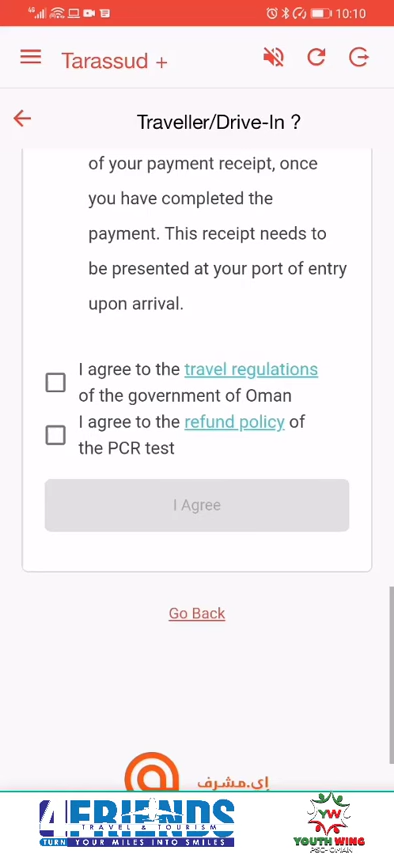 10:10
Tarassud +
Traveller/Drive-In ?
of your payment receipt, once
you have completed the
payment. This receipt needs to
be presented at your port of entry
upon arrival.
I agree to the travel regulations
of the government of Oman
I agree to the refund policy of
the PCR test
I Agree
Go Back
إي.مشرف
4FRIENDS
TRAVEL & TOURISM
TURN YOUR MILES INTO SMILES
YW
YOUTH WING
PSC-OMAN